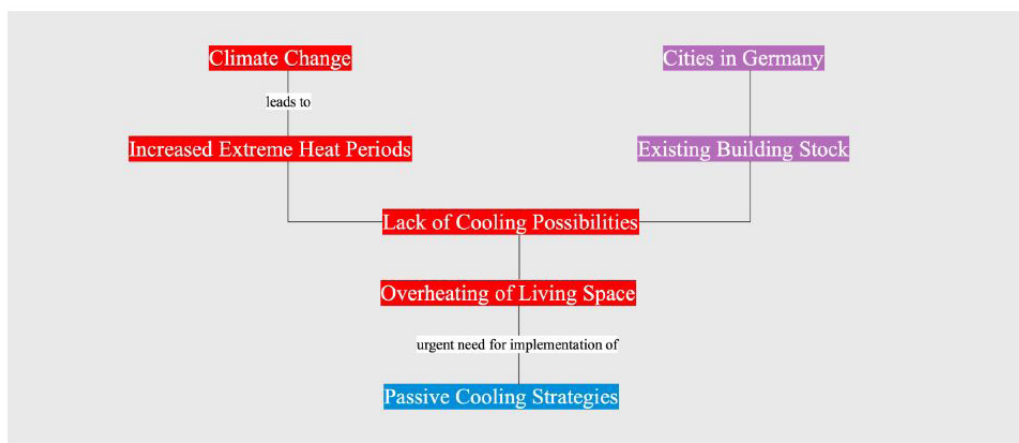 Climate Change
Cities in Germany
leads to
Increased Extreme Heat Periods
Existing Building Stock
Lack of Cooling Possibilities
Overheating of Living Space
urgent need for implementation of
Passive Cooling Strategies